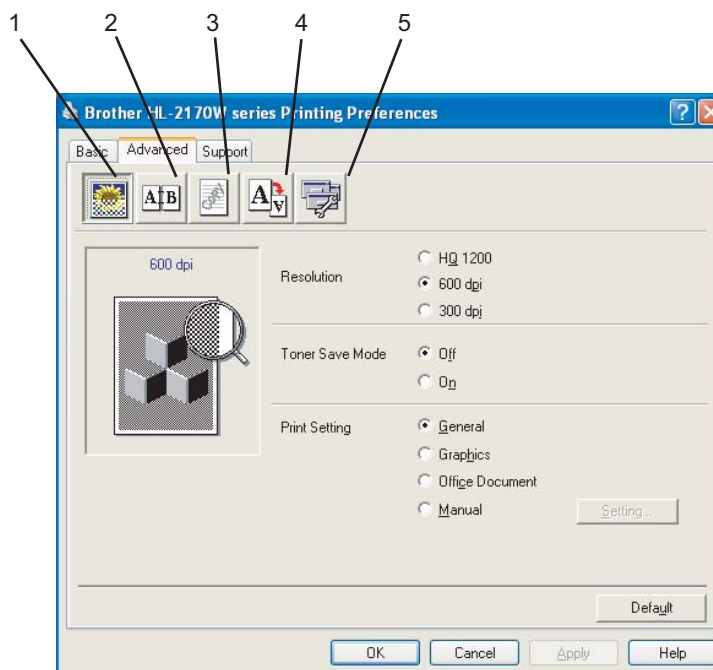 1 2 3 4 5
Brother HL-2170W series Printing Preferences
Basic Advanced Support
A B Copy A A
600 dpi
Resolution
HQ 1200
600 dpi
300 dpi
Toner Save Mode
Off
On
Print Setting
General
Graphics
Office Document
Manual
Setting...
Default
OK Cancel Apply Help